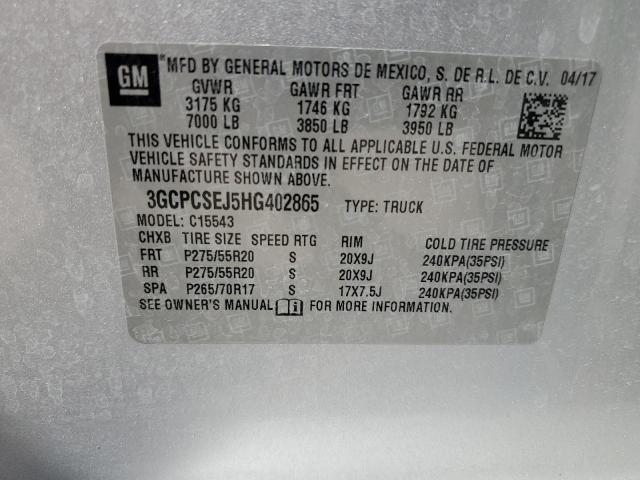 GM
*MFD BY GENERAL MOTORS DE MEXICO, S. DE R.L. DE C.V. 04/17
GVWR GAWR FRT GAWR RR
3175 KG 1746 KG 1792 KG
7000 LB 3850 LB 3950 LB
THIS VEHICLE CONFORMS TO ALL APPLICABLE U.S. FEDERAL MOTOR
VEHICLE SAFETY STANDARDS IN EFFECT ON THE DATE OF
MANUFACTURE SHOWN ABOVE.
3GCPCSEJ5HG402865 TYPE: TRUCK
MODEL: C15543
CHXB TIRE SIZE SPEED RTG RIM COLD TIRE PRESSURE
FRT P275/55R20 S 20X9J 240KPA(35PSI)
RR P275/55R20 S 20X9J 240KPA(35PSI)
SPA P265/70R17 S 17X7.5J 240KPA(35PSI)
SEE OWNER'S MANUAL FOR MORE INFORMATION.